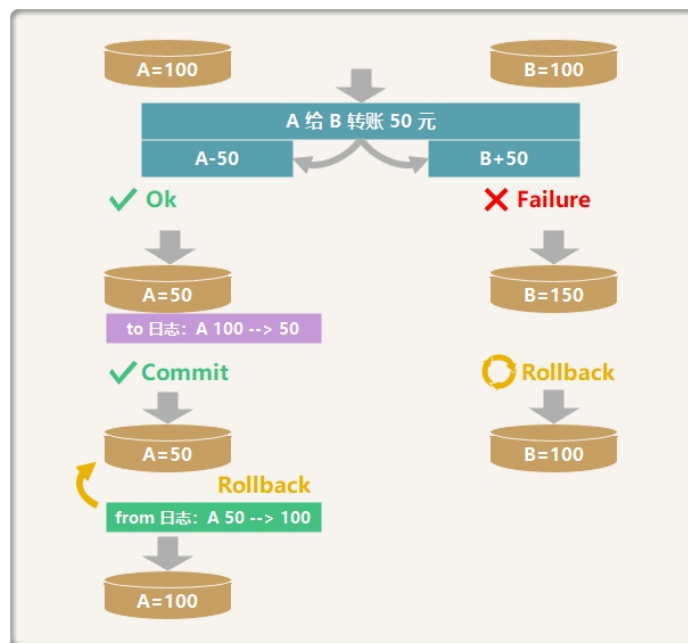 A=100
B=100
A 给 B 转账 50 元
A-50
B+50
Ok
Failure
A=50
B=150
to 日志：A 100 --> 50
Commit
Rollback
A=50
B=100
Rollback
from 日志：A 50 --> 100
A=100